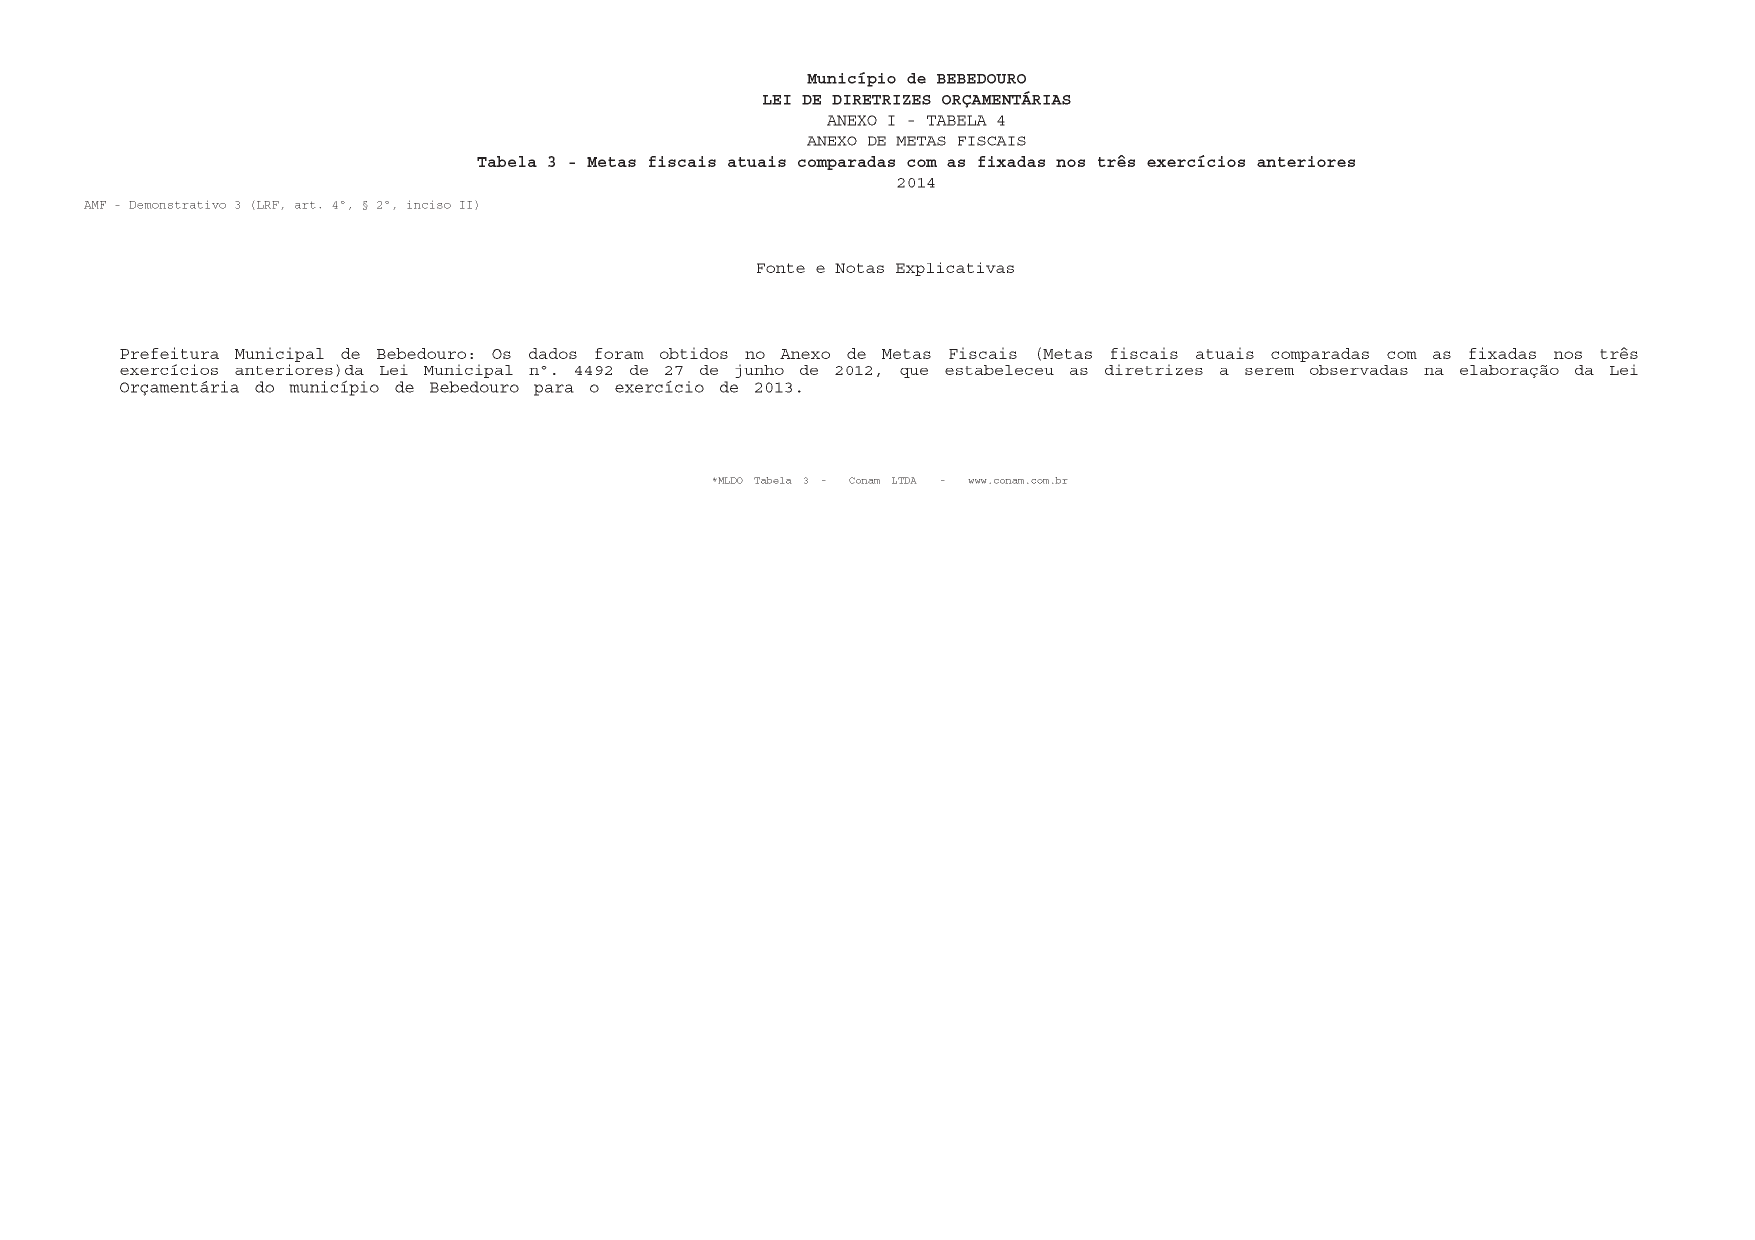 Município de BEBEDOURO
LEI DE DIRETRIZES ORÇAMENTÁRIAS
ANEXO I - TABELA 4
ANEXO DE METAS FISCAIS
Tabela 3 - Metas fiscais atuais comparadas com as fixadas nos três exercícios anteriores
2014
AMF - Demonstrativo 3 (LRF, art. 4º, § 2º, inciso II)
Fonte e Notas Explicativas
Prefeitura Municipal de Bebedouro: Os dados foram obtidos no Anexo de Metas Fiscais (Metas fiscais atuais comparadas com as fixadas nos três
exercícios anteriores)da Lei Municipal nº. 4492 de 27 de junho de 2012, que estabeleceu as diretrizes a serem observadas na elaboração da Lei
Orçamentária do município de Bebedouro para o exercício de 2013.
*MLDO Tabela 3 - Conam LTDA - www.conam.com.br